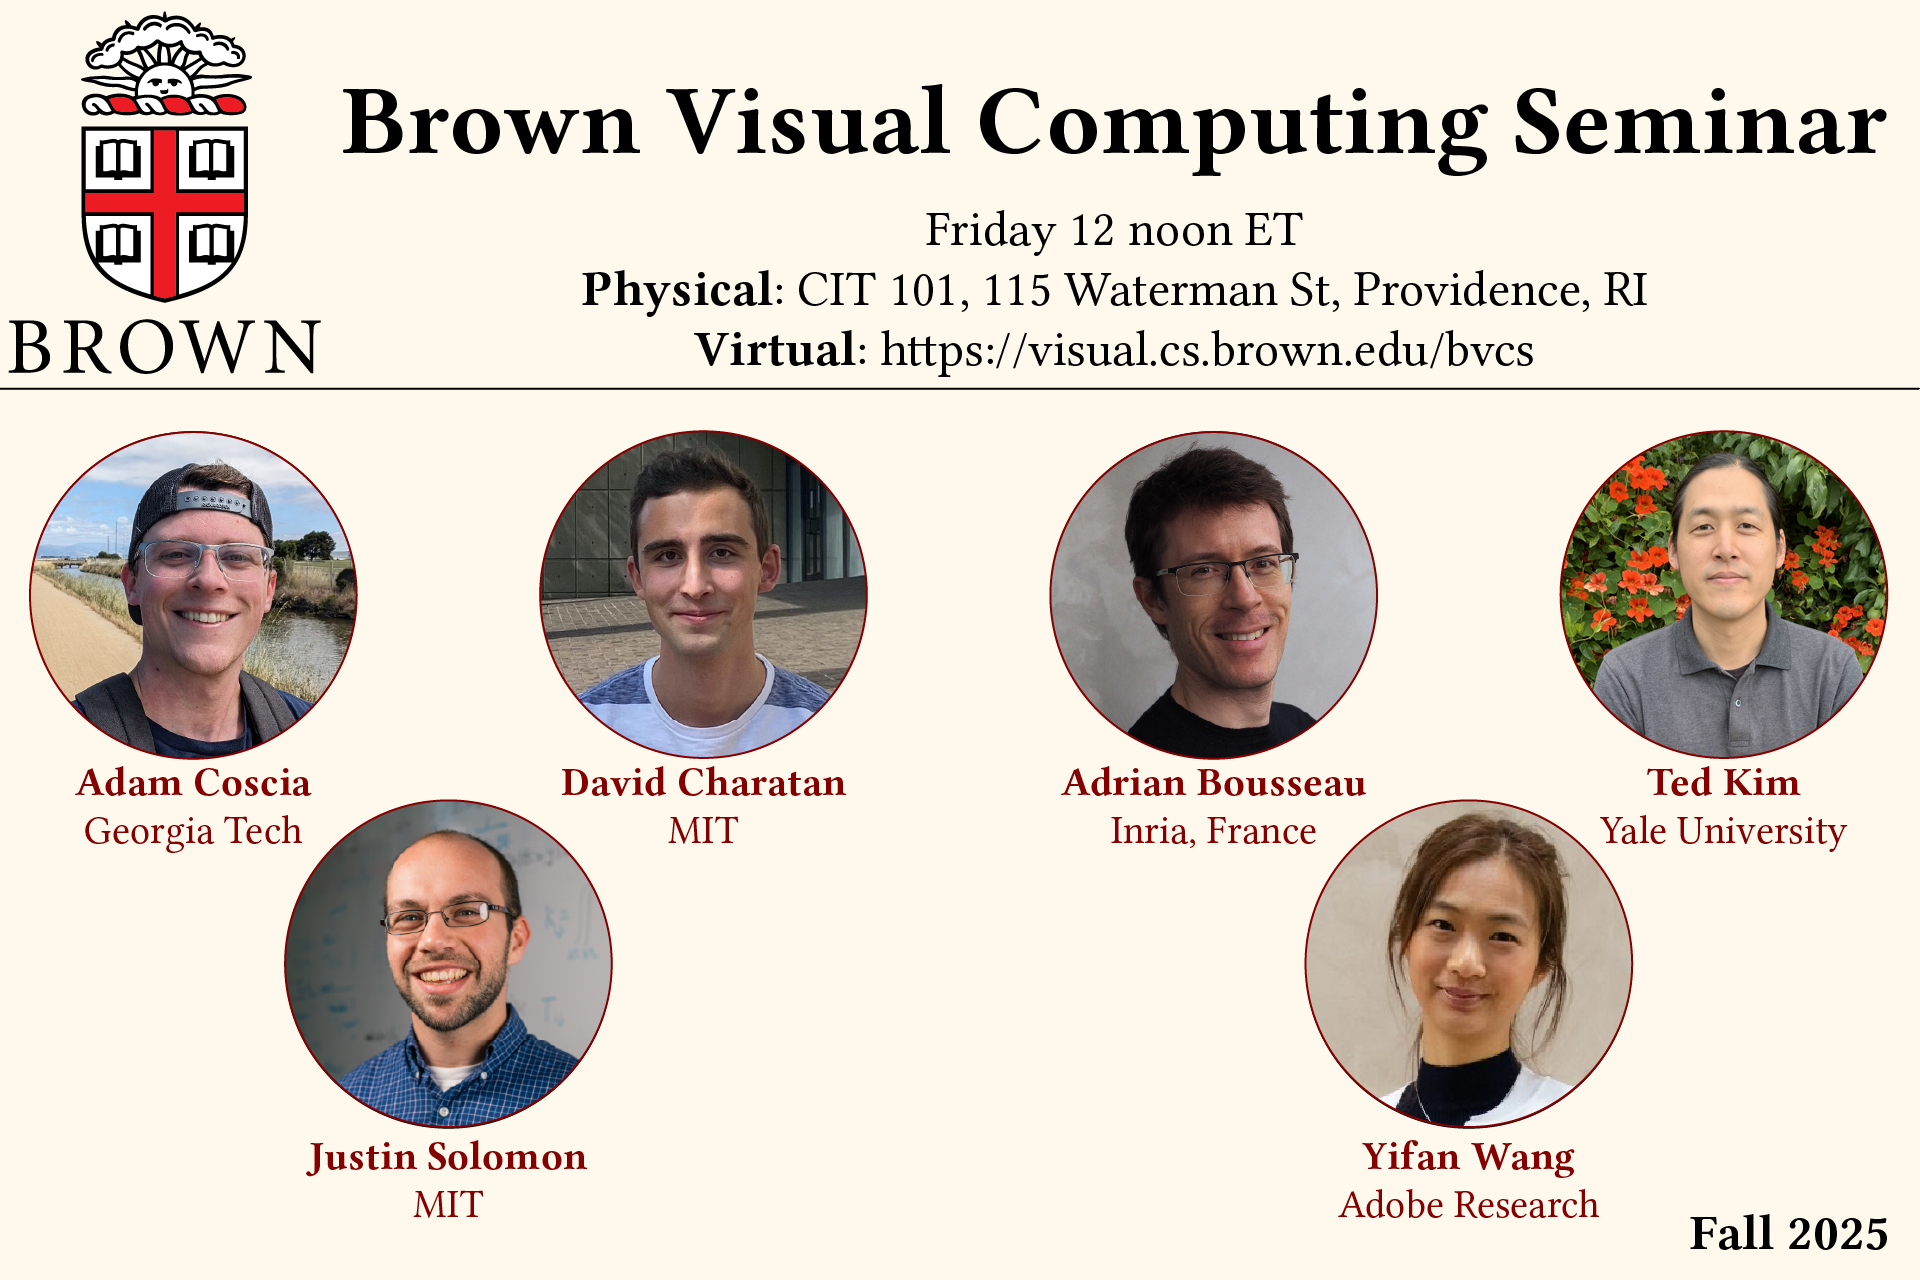 BROWN
Brown Visual Computing Seminar
Friday 12 noon ET
Physical: CIT 101, 115 Waterman St, Providence, RI
Virtual: https://visual.cs.brown.edu/bvcs
Adam Coscia
Georgia Tech
David Charatan
MIT
Adrian Bousseau
Inria, France
Ted Kim
Yale University
Justin Solomon
MIT
Yifan Wang
Adobe Research
Fall 2025